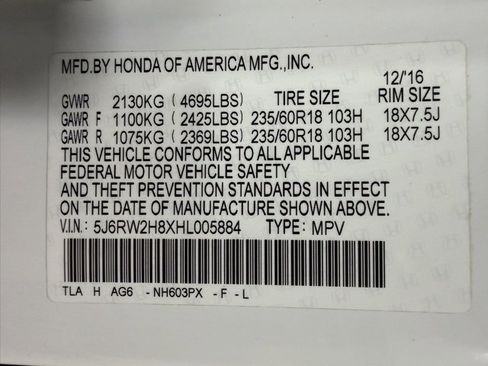 MFD.BY HONDA OF AMERICA MFG.,INC.
12/'16
GVWR 2130KG (4695LBS) TIRE SIZE RIM SIZE
GAWR F 1100KG (2425LBS) 235/60R18 103H 18X7.5J
GAWR R 1075KG (2369LBS) 235/60R18 103H 18X7.5J
THIS VEHICLE CONFORMS TO ALL APPLICABLE
FEDERAL MOTOR VEHICLE SAFETY
AND THEFT PREVENTION STANDARDS IN EFFECT
ON THE DATE OF MANUFACTURE SHOWN ABOVE.
V.I.N.: 5J6RW2H8XHL005884 TYPE: MPV
TLA H AG6 - NH603PX - F - L